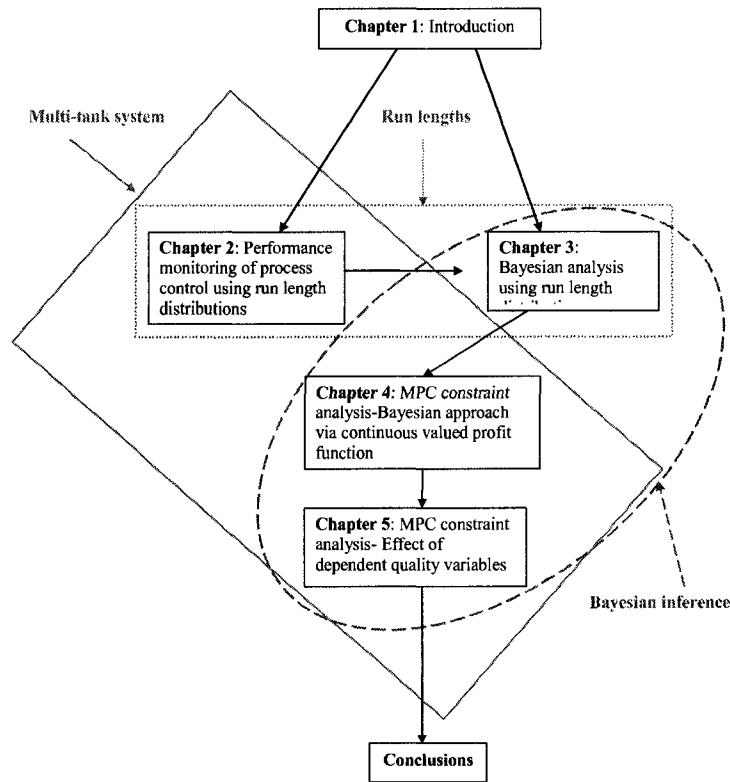 Chapter 1: Introduction
Multi-tank system
Run lengths
Chapter 2: Performance
monitoring of process
control using run length
distributions
Chapter 3:
Bayesian analysis
using run length
Chapter 4: MPC constraint
analysis-Bayesian approach
via continuous valued profit
function
Chapter 5: MPC constraint
analysis- Effect of
dependent quality variables
Bayesian inference
Conclusions